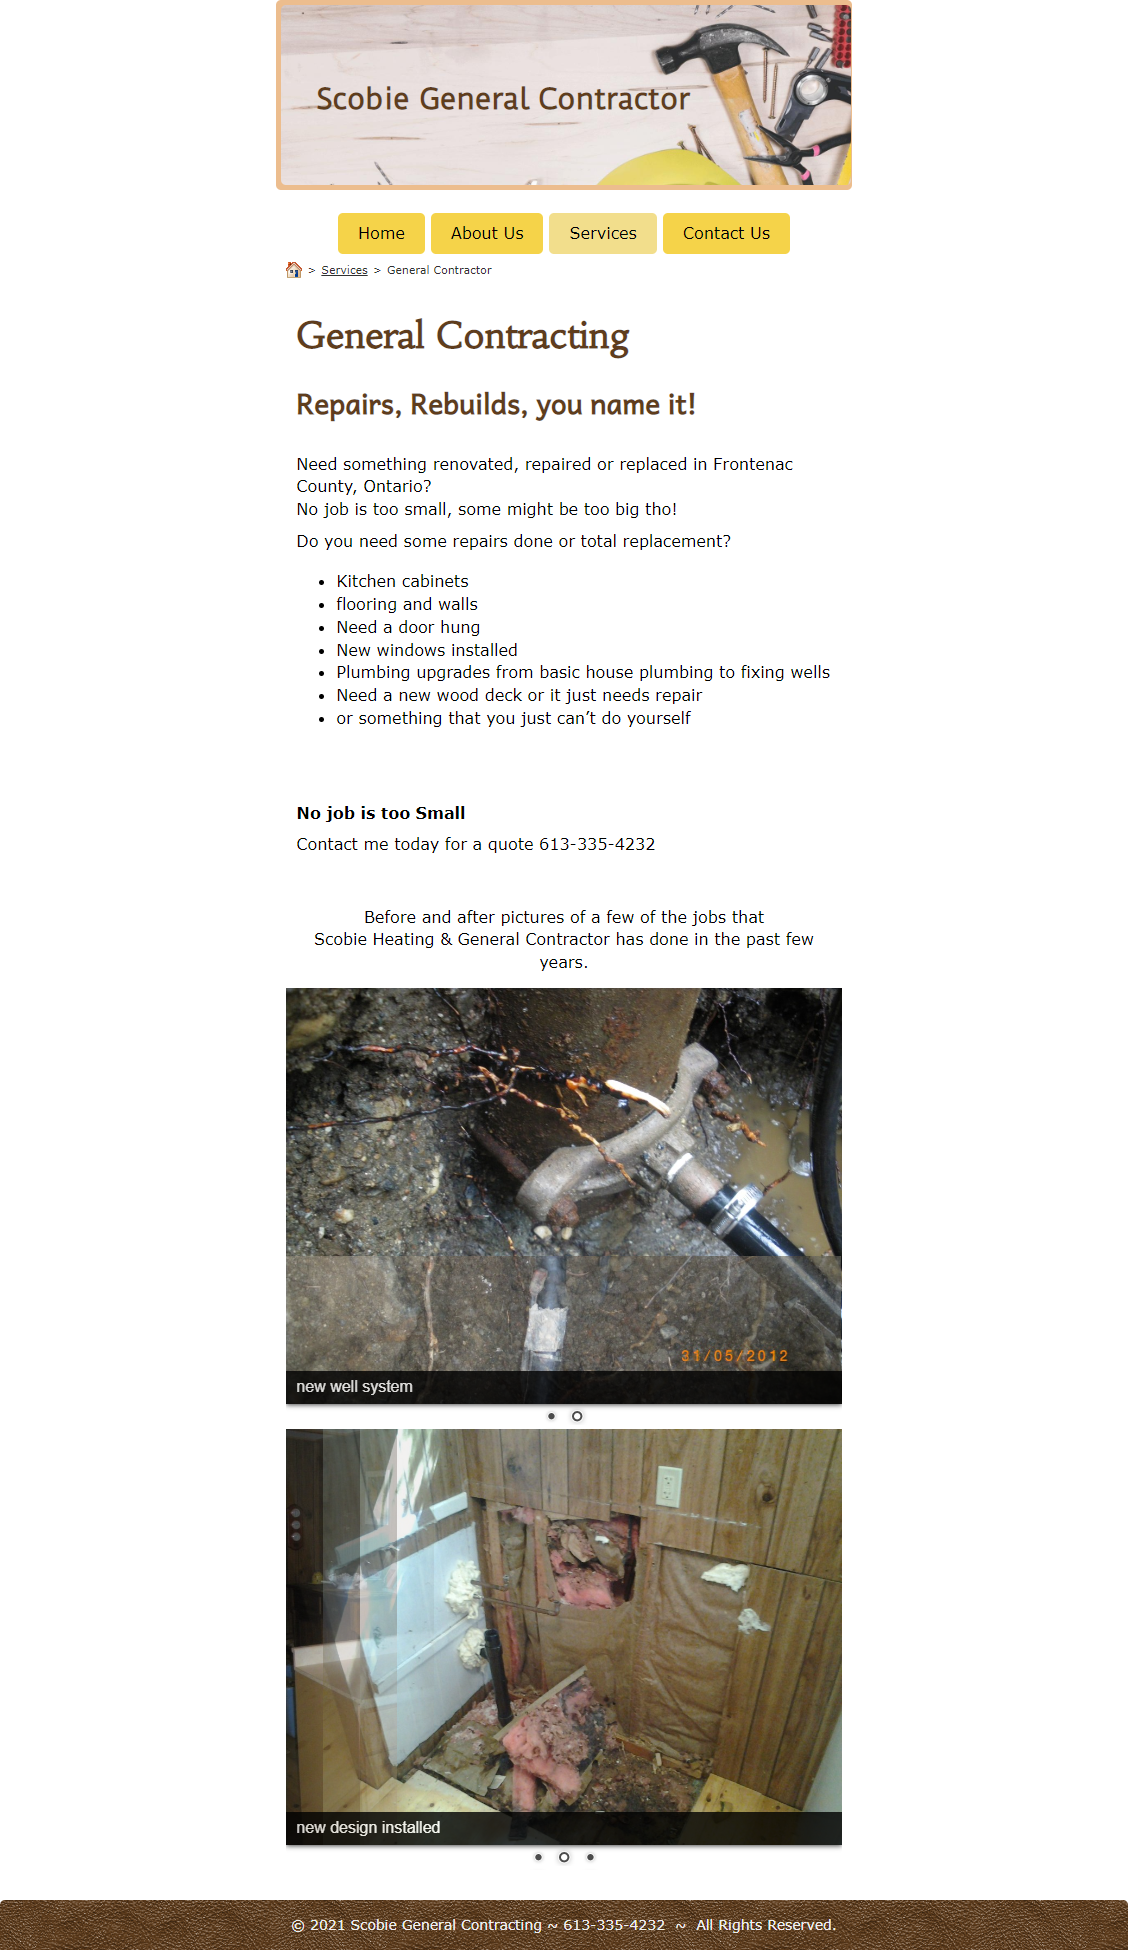 Scobie General Contractor
Home
About Us
Services
Contact Us
> Services > General Contractor
General Contracting
Repairs, Rebuilds, you name it!
Need something renovated, repaired or replaced in Frontenac
County, Ontario?
No job is too small, some might be too big tho!
Do you need some repairs done or total replacement?
• Kitchen cabinets
• flooring and walls
• Need a door hung
• New windows installed
• Plumbing upgrades from basic house plumbing to fixing wells
• Need a new wood deck or it just needs repair
• or something that you just can’t do yourself
No job is too Small
Contact me today for a quote 613-335-4232
Before and after pictures of a few of the jobs that
Scobie Heating & General Contractor has done in the past few
years.
31/05/2012
new well system
new design installed
© 2021 Scobie General Contracting ~ 613-335-4232 ~ All Rights Reserved.